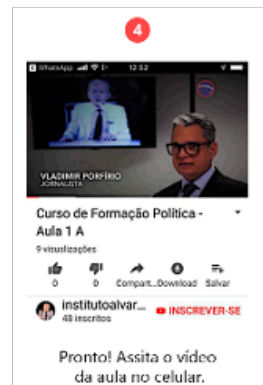 4
WhatsApp 12:52
VLADIMIR PORFÍRIO
JORNALISTA
Curso de Formação Política -
Aula 1 A
9 visualizações
0 0 Compart... Download Salvar
institutoalvar... INSCREVER-SE
48 inscritos
Pronto! Assita o vídeo
da aula no celular.